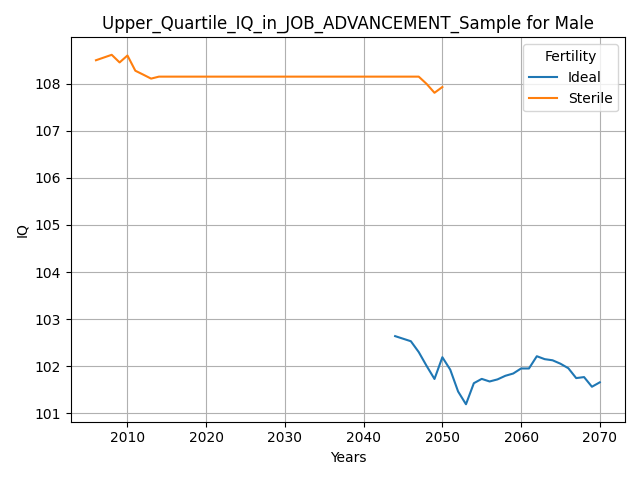 Upper_Quartile_IQ_in_JOB_ADVANCEMENT_Sample for Male
Fertility
Ideal
Sterile
108
107
106
105
104
103
102
101
IQ
2010
2020
2030
2040
2050
2060
2070
Years